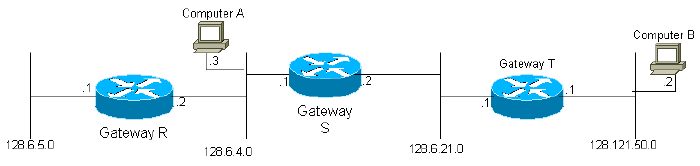 Computer A
Computer B
.3
Gateway T
.1
.1
.2
.2
.2
Gateway R
Gateway
S
.1
.1
128.6.5.0
128.6.4.0
129.6.21.0
128.121.50.0